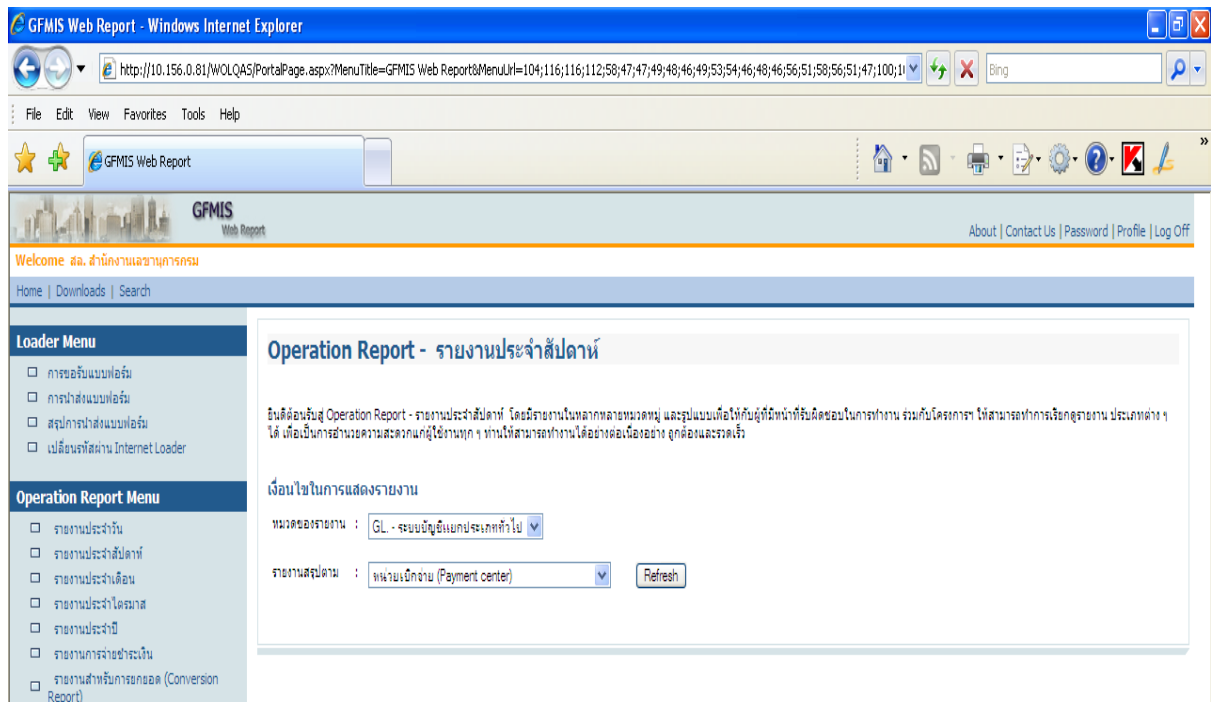 GFMIS Web Report - Windows Internet Explorer
http://10.156.0.81/WOLQAS/PortalPage.aspx?MenuTitle=GFMIS Web Report&MenuUrl=104;116;116;112;58;47;47;49;48;46;49;53;54;46;48;46;56;51;58;56;51;47;100;1
Bing
File Edit View Favorites Tools Help
GFMIS Web Report
GFMIS
Web Report
About | Contact Us | Password | Profile | Log Off
Welcome สล. สำนักงานเลขานุการกรม
Home | Downloads | Search
Loader Menu
การขอรับแบบฟอร์ม
การนำส่งแบบฟอร์ม
สรุปการนำส่งแบบฟอร์ม
เปลี่ยนรหัสผ่าน Internet Loader
Operation Report Menu
รายงานประจำวัน
รายงานประจำสัปดาห์
รายงานประจำเดือน
รายงานประจำไตรมาส
รายงานประจำปี
รายงานการจ่ายชำระเงิน
รายงานสำหรับการยกยอด (Conversion
Report)
Operation Report - รายงานประจำสัปดาห์
ยินดีต้อนรับสู่ Operation Report - รายงานประจำสัปดาห์ โดยมีรายงานในหลากหลายหมวดหมู่ และรูปแบบเพื่อให้กับผู้ที่มีหน้าที่รับผิดชอบในการทำงาน ร่วมกับโครงการฯ ให้สามารถทำการเรียกดูรายงาน ประเภทต่าง ๆ
ได้ เพื่อเป็นการอำนวยความสะดวกแก่ผู้ใช้งานทุก ๆ ท่านให้สามารถทำงานได้อย่างต่อเนื่องอย่าง ถูกต้องและรวดเร็ว
เงื่อนไขในการแสดงรายงาน
หมวดของรายงาน : GL. - ระบบบัญชีแยกประเภททั่วไป
รายงานสรุปตาม : หน่วยเบิกจ่าย (Payment center) Refresh